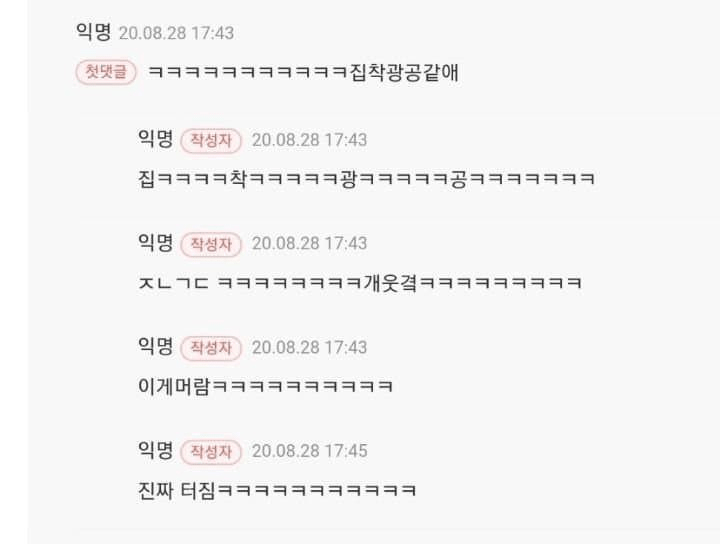 익명 20.08.28 17:43
첫댓글 ㅋㅋㅋㅋㅋㅋㅋㅋㅋㅋㅋ집착광공같애
익명 작성자 20.08.28 17:43
집ㅋㅋㅋㅋ착ㅋㅋㅋㅋㅋ광ㅋㅋㅋㅋㅋ공ㅋㅋㅋㅋㅋㅋㅋ
익명 작성자 20.08.28 17:43
ㅈㄴㄱㄷ ㅋㅋㅋㅋㅋㅋㅋㅋ개웃겤ㅋㅋㅋㅋㅋㅋㅋㅋㅋ
익명 작성자 20.08.28 17:43
이게머람ㅋㅋㅋㅋㅋㅋㅋㅋㅋㅋ
익명 작성자 20.08.28 17:45
진짜 터짐ㅋㅋㅋㅋㅋㅋㅋㅋㅋㅋㅋ